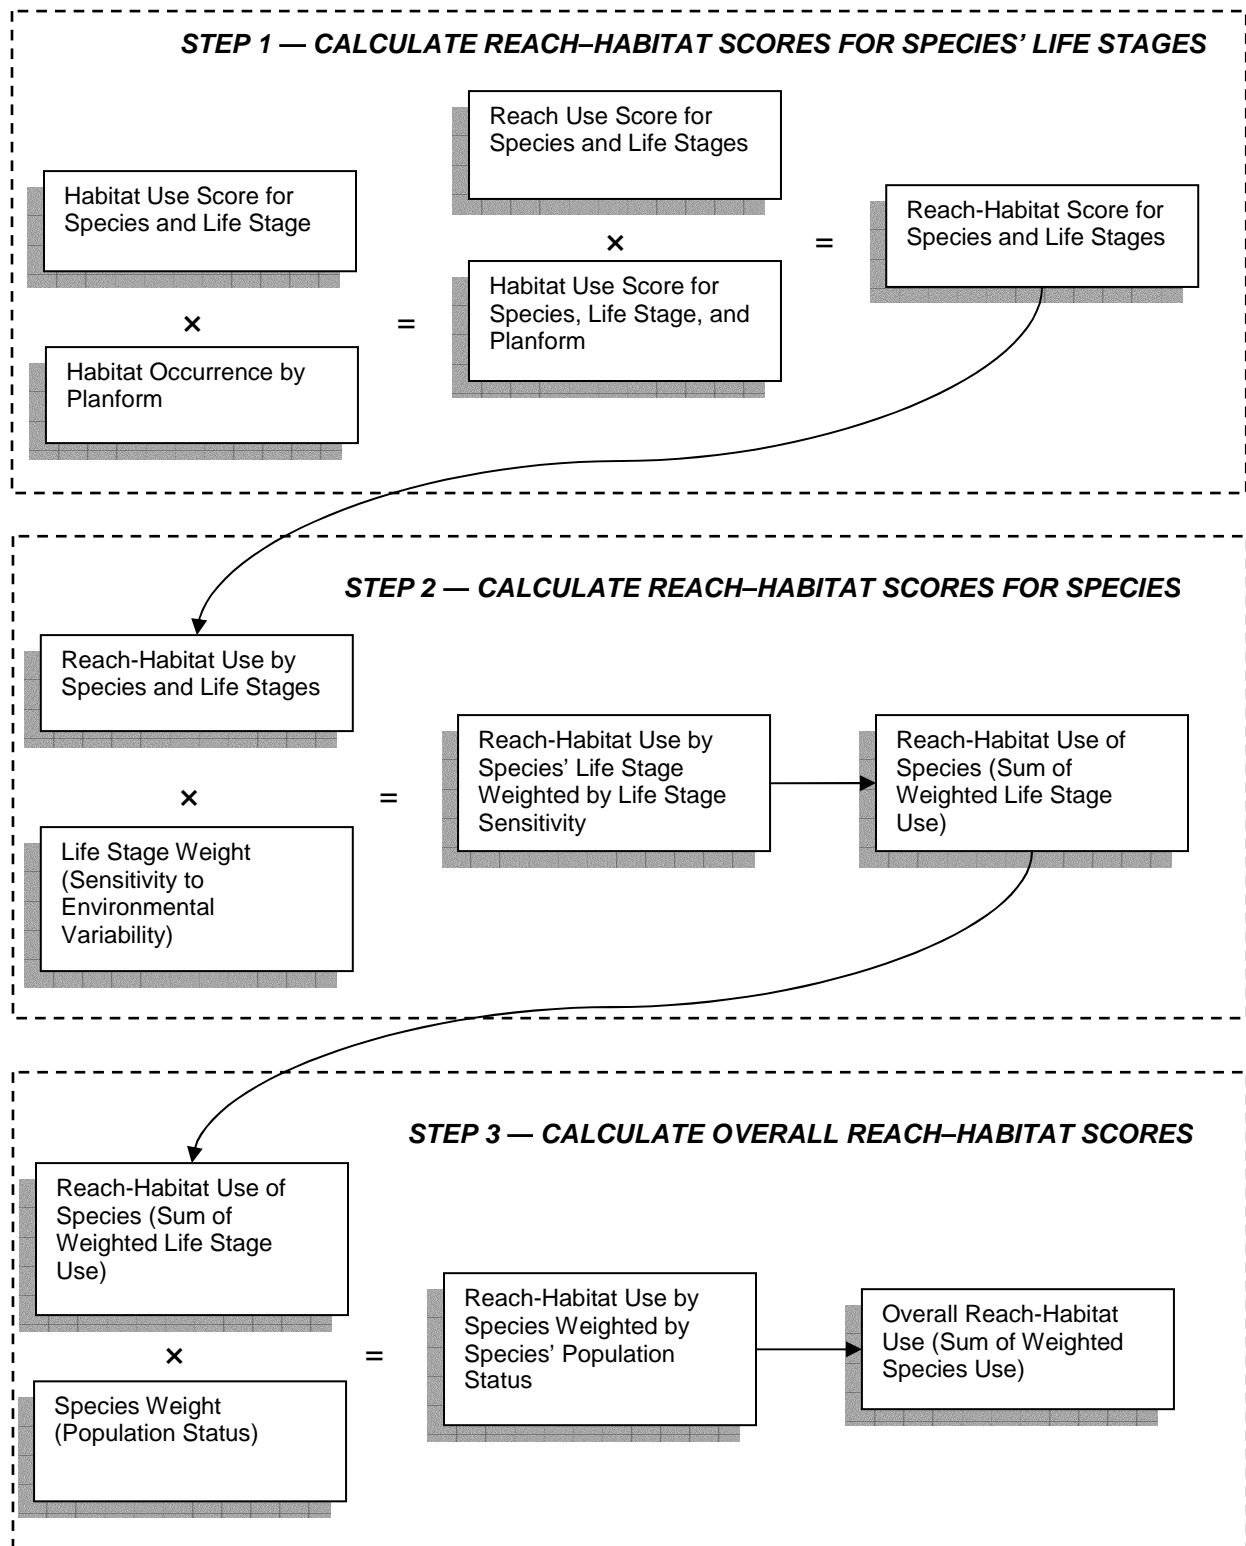 STEP 1 — CALCULATE REACH–HABITAT SCORES FOR SPECIES’ LIFE STAGES
Habitat Use Score for
Species and Life Stage
×
Habitat Occurrence by
Planform
=
Reach Use Score for
Species and Life Stages
×
Habitat Use Score for
Species, Life Stage, and
Planform
=
Reach-Habitat Score for
Species and Life Stages
STEP 2 — CALCULATE REACH–HABITAT SCORES FOR SPECIES
Reach-Habitat Use by
Species and Life Stages
×
Life Stage Weight
(Sensitivity to
Environmental
Variability)
=
Reach-Habitat Use by
Species’ Life Stage
Weighted by Life Stage
Sensitivity
Reach-Habitat Use of
Species (Sum of
Weighted Life Stage
Use)
STEP 3 — CALCULATE OVERALL REACH–HABITAT SCORES
Reach-Habitat Use of
Species (Sum of
Weighted Life Stage
Use)
×
Species Weight
(Population Status)
=
Reach-Habitat Use by
Species Weighted by
Species’ Population
Status
Overall Reach-Habitat
Use (Sum of Weighted
Species Use)